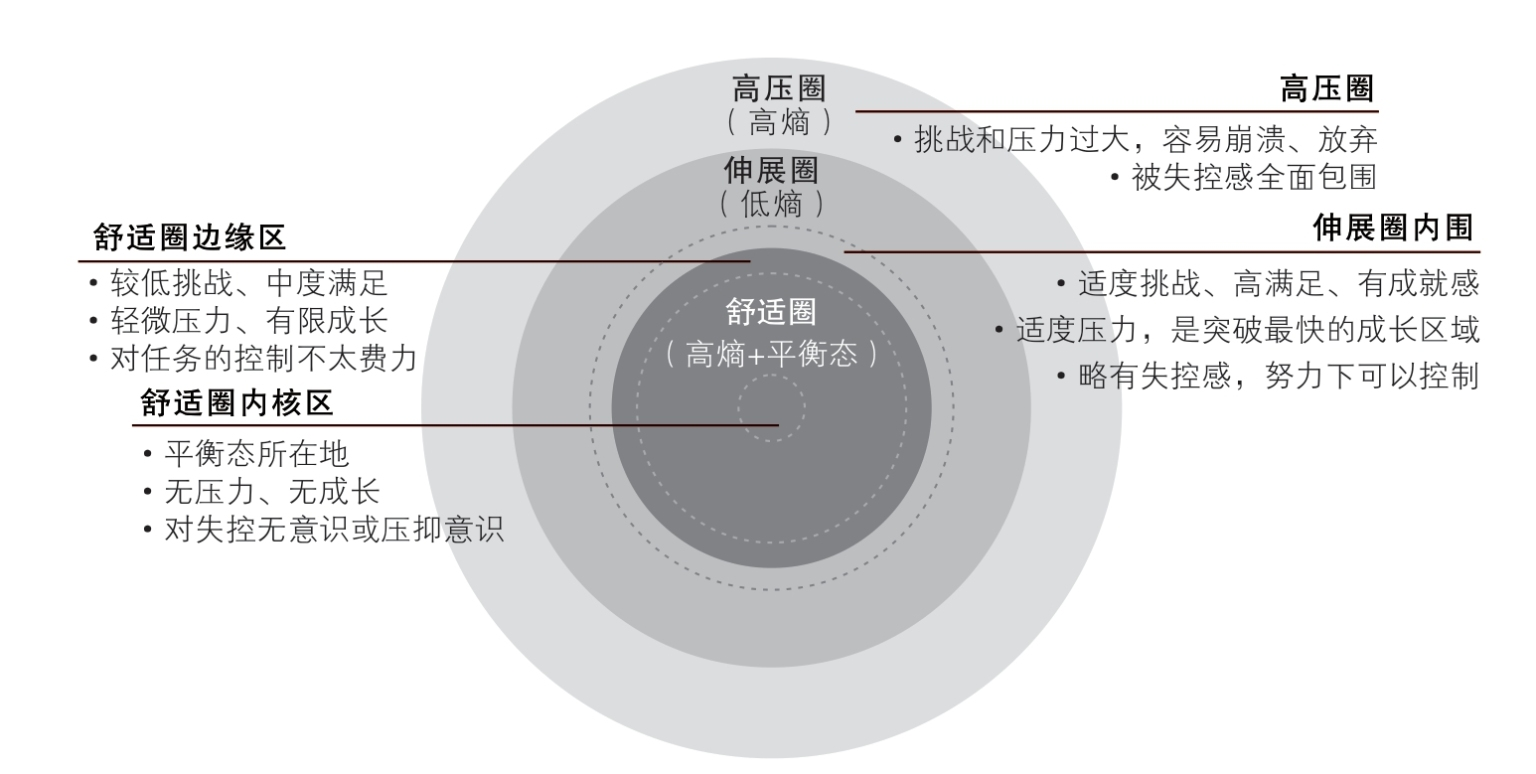 高压圈
（高熵）
伸展圈
（低熵）
舒适圈
（高熵+平衡态）
舒适圈边缘区
• 较低挑战、中度满足
• 轻微压力、有限成长
• 对任务的控制不太费力
舒适圈内核区
• 平衡态所在地
• 无压力、无成长
• 对失控无意识或压抑意识
高压圈
• 挑战和压力过大，容易崩溃、放弃
• 被失控感全面包围
伸展圈内围
• 适度挑战、高满足、有成就感
• 适度压力，是突破最快的成长区域
• 略有失控感，努力下可以控制